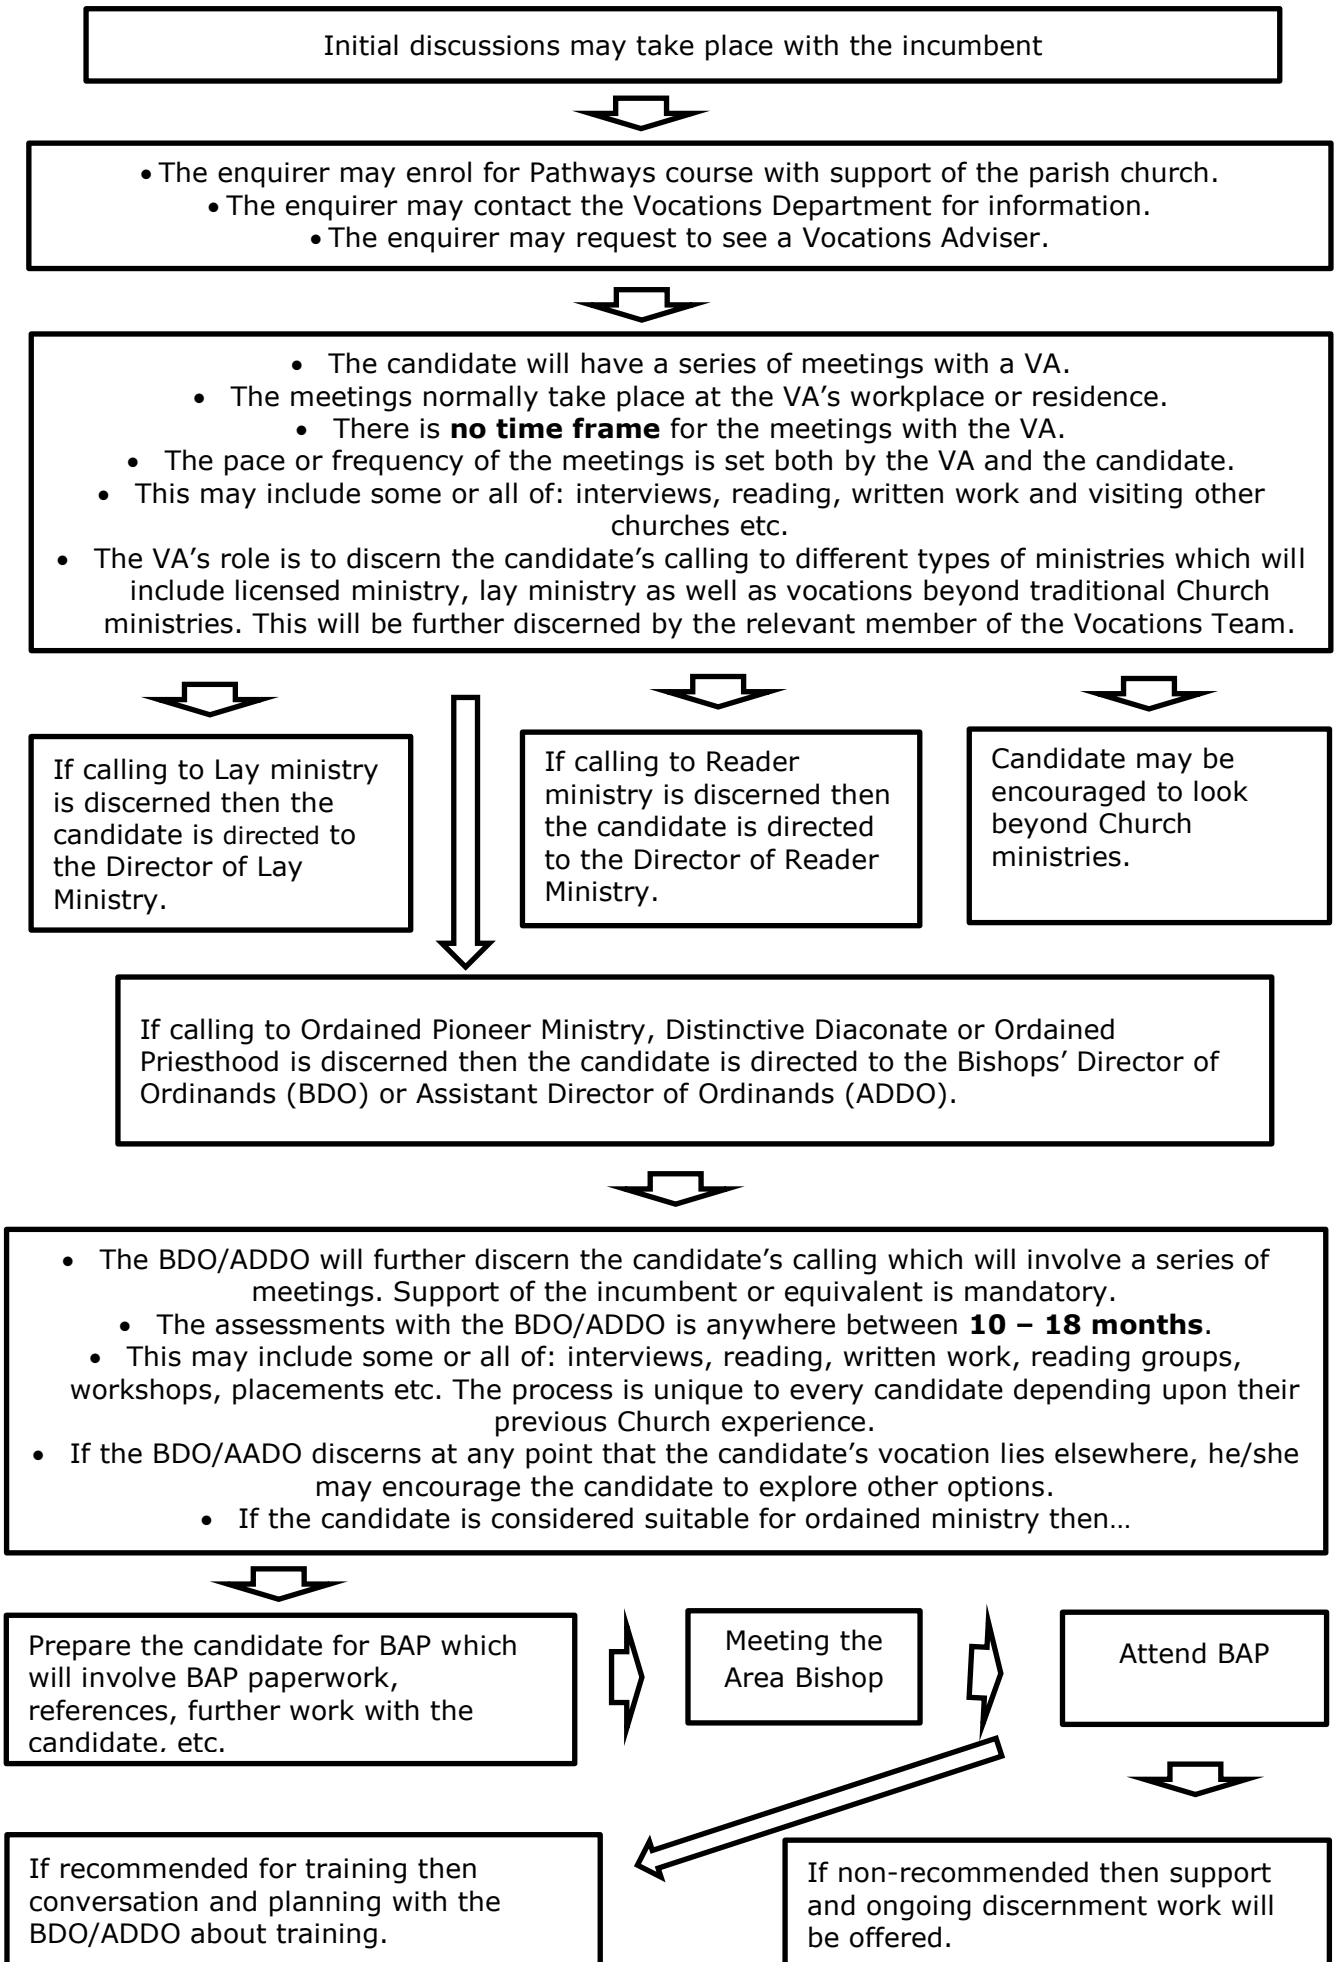 Initial discussions may take place with the incumbent
• The enquirer may enrol for Pathways course with support of the parish church.
• The enquirer may contact the Vocations Department for information.
• The enquirer may request to see a Vocations Adviser.
• The candidate will have a series of meetings with a VA.
• The meetings normally take place at the VA’s workplace or residence.
• There is no time frame for the meetings with the VA.
• The pace or frequency of the meetings is set both by the VA and the candidate.
• This may include some or all of: interviews, reading, written work and visiting other
churches etc.
• The VA’s role is to discern the candidate’s calling to different types of ministries which will
include licensed ministry, lay ministry as well as vocations beyond traditional Church
ministries. This will be further discerned by the relevant member of the Vocations Team.
If calling to Lay ministry
is discerned then the
candidate is directed to
the Director of Lay
Ministry.
If calling to Reader
ministry is discerned then
the candidate is directed
to the Director of Reader
Ministry.
Candidate may be
encouraged to look
beyond Church
ministries.
If calling to Ordained Pioneer Ministry, Distinctive Diaconate or Ordained
Priesthood is discerned then the candidate is directed to the Bishops’ Director of
Ordinands (BDO) or Assistant Director of Ordinands (ADDO).
• The BDO/ADDO will further discern the candidate’s calling which will involve a series of
meetings. Support of the incumbent or equivalent is mandatory.
• The assessments with the BDO/ADDO is anywhere between 10 – 18 months.
• This may include some or all of: interviews, reading, written work, reading groups,
workshops, placements etc. The process is unique to every candidate depending upon their
previous Church experience.
• If the BDO/AADO discerns at any point that the candidate’s vocation lies elsewhere, he/she
may encourage the candidate to explore other options.
• If the candidate is considered suitable for ordained ministry then…
Prepare the candidate for BAP which
will involve BAP paperwork,
references, further work with the
candidate, etc.
Meeting the
Area Bishop
Attend BAP
If recommended for training then
conversation and planning with the
BDO/ADDO about training.
If non-recommended then support
and ongoing discernment work will
be offered.